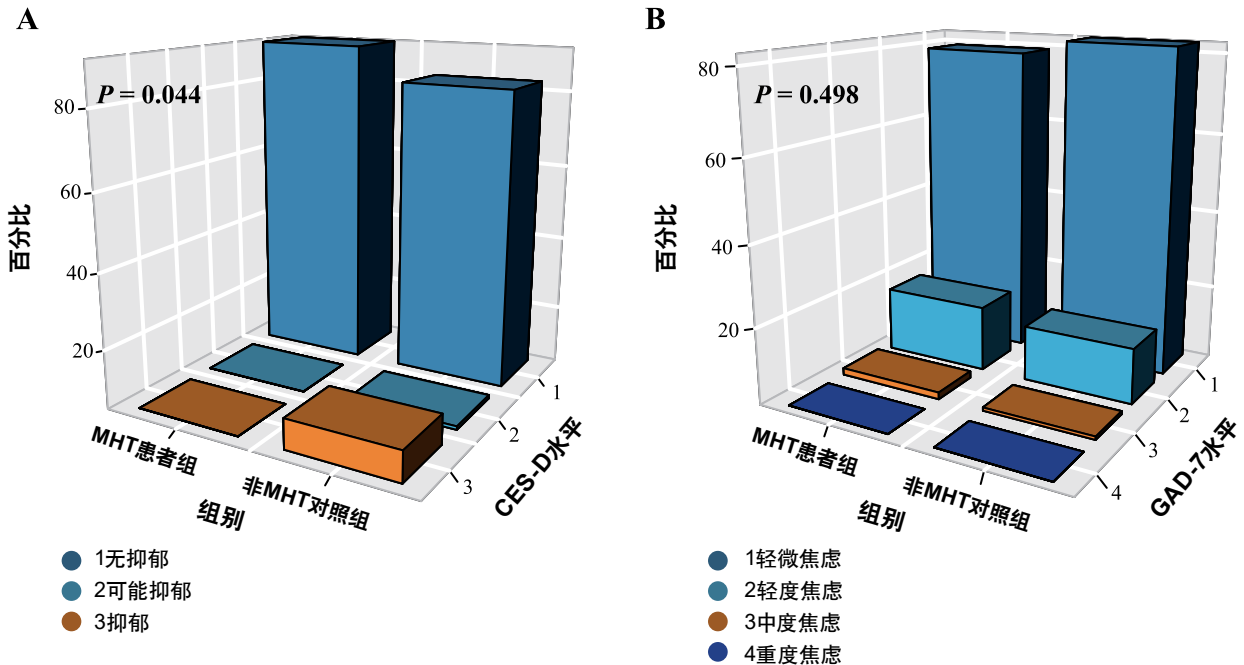 A
P = 0.044
80
60
40
20
百分比
MHT患者组
非MHT对照组
组别
1
2
3
CES-D水平
1无抑郁
2可能抑郁
3抑郁
B
P = 0.498
80
60
40
20
百分比
MHT患者组
非MHT对照组
组别
1
2
3
4
GAD-7水平
1轻微焦虑
2轻度焦虑
3中度焦虑
4重度焦虑